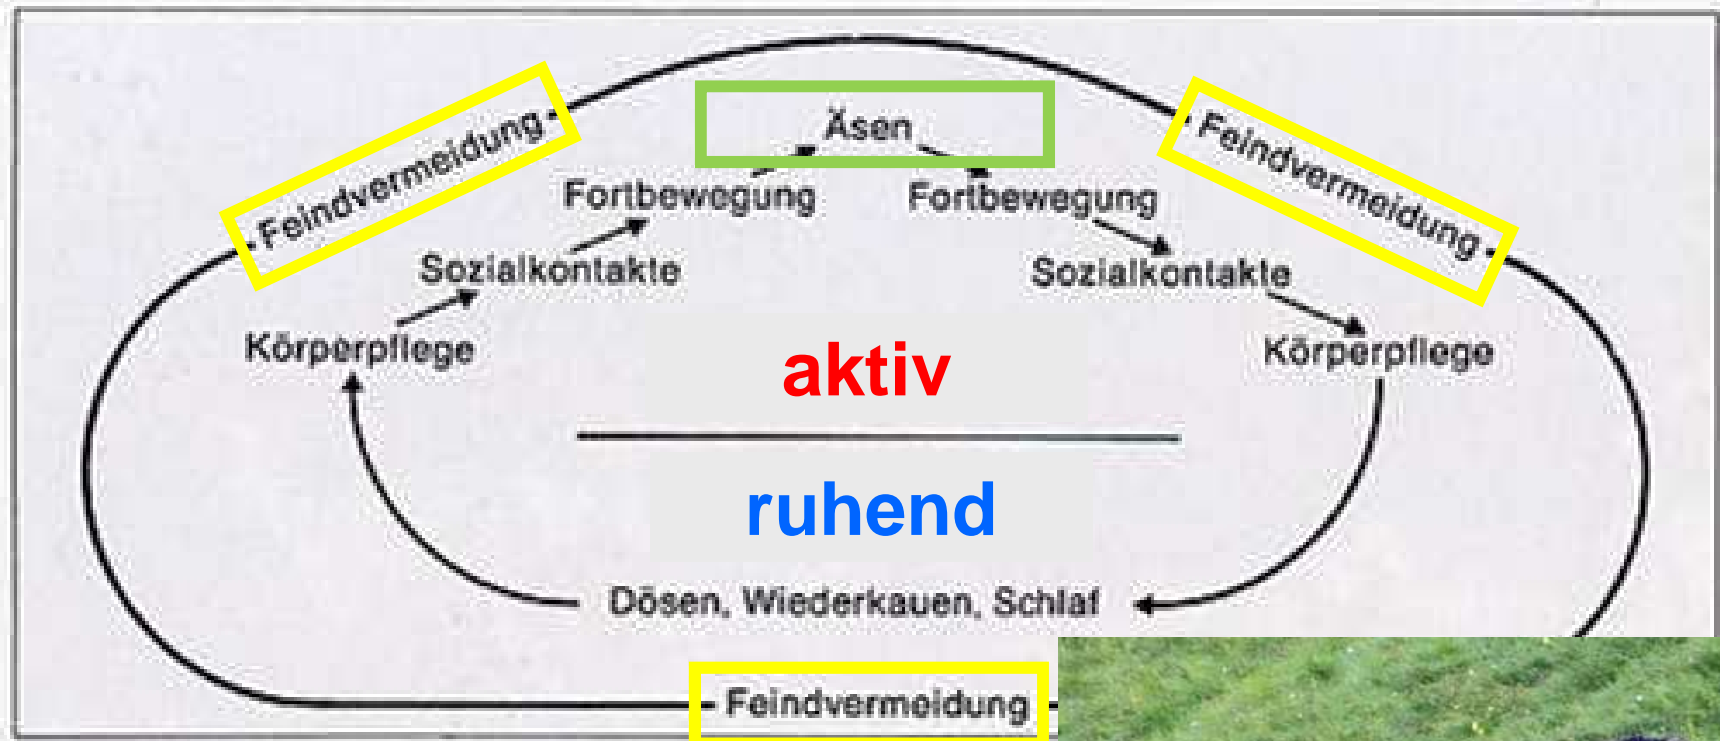 Feindvermeidung
Äsen
Feindvermeidung
Fortbewegung
Fortbewegung
Sozialkontakte
Sozialkontakte
Körperpflege
aktiv
Körperpflege
ruhend
Dösen, Wiederkauen, Schlaf
Feindvermeidung